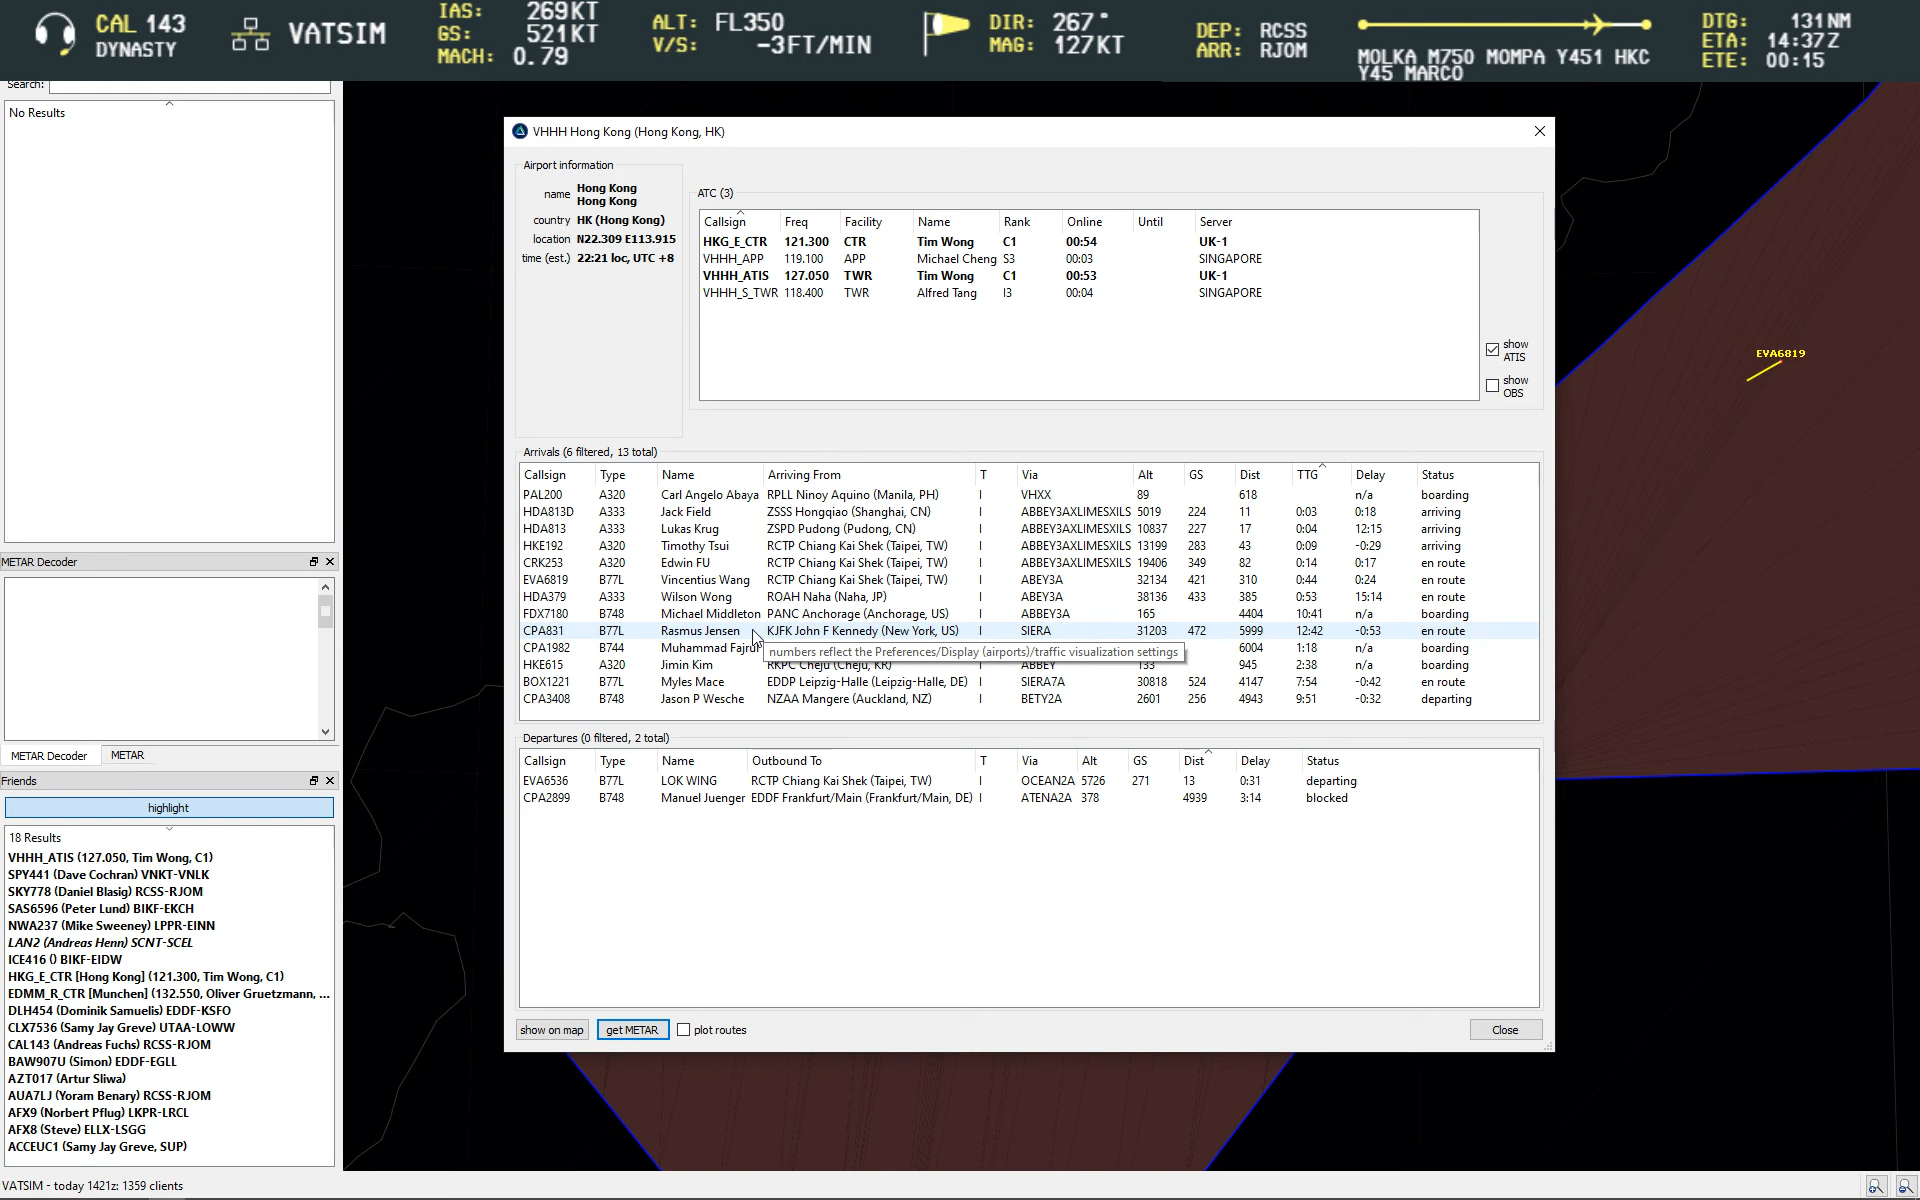 CAL 143
DYNASTY
VATSIM
IAS: 269KT
GS: 521KT
MACH: 0.79
ALT: FL350
V/S: -3FT/MIN
DIR: 267°
MAG: 127KT
DEP: RCSS
ARR: RJOM
MOLKA M750 MOMPA Y451 HKC
Y45 MARCO
DTG: 131NM
ETA: 14:37Z
ETE: 00:15
Search:
No Results
METAR Decoder
METAR Decoder METAR
Friends
highlight
18 Results
VHHH_ATIS (127.050, Tim Wong, C1)
SPY441 (Dave Cochran) VNKT-VNLK
SKY778 (Daniel Blasig) RCSS-RJOM
SAS6596 (Peter Lund) BIKF-EKCH
NWA237 (Mike Sweeney) LPPR-EINN
LAN2 (Andreas Henn) SCNT-SCEL
ICE416 () BIKF-EIDW
HKG_E_CTR [Hong Kong] (121.300, Tim Wong, C1)
EDMM_R_CTR [Munchen] (132.550, Oliver Gruetzmann, ...
DLH454 (Dominik Samuelis) EDDF-KSFO
CLX7536 (Samy Jay Greve) UTAA-LOWW
CAL143 (Andreas Fuchs) RCSS-RJOM
BAW907U (Simon) EDDF-EGLL
AZT017 (Artur Sliwa)
AUA7LJ (Yoram Benary) RCSS-RJOM
AFX9 (Norbert Pflug) LKPR-LRCL
AFX8 (Steve) ELLX-LSGG
ACCEUC1 (Samy Jay Greve, SUP)
VATSIM - today 1421z: 1359 clients
VHHH Hong Kong (Hong Kong, HK)
Airport information
name Hong Kong
Hong Kong
country HK (Hong Kong)
location N22.309 E113.915
time (est.) 22:21 loc, UTC +8
ATC (3)
Callsign Freq Facility Name Rank Online Until Server
HKG_E_CTR 121.300 CTR Tim Wong C1 00:54 UK-1
VHHH_APP 119.100 APP Michael Cheng S3 00:03 SINGAPORE
VHHH_ATIS 127.050 TWR Tim Wong C1 00:53 UK-1
VHHH_S_TWR 118.400 TWR Alfred Tang I3 00:04 SINGAPORE
show
ATIS
show
OBS
Arrivals (6 filtered, 13 total)
Callsign Type Name Arriving From T Via Alt GS Dist TTG Delay Status
PAL200 A320 Carl Angelo Abaya RPLL Ninoy Aquino (Manila, PH) I VHXX 89 618 n/a boarding
HDA813D A333 Jack Field ZSSS Hongqiao (Shanghai, CN) I ABBEY3AXLIMESXILS 5019 224 11 0:03 0:18 arriving
HDA813 A333 Lukas Krug ZSPD Pudong (Pudong, CN) I ABBEY3AXLIMESXILS 10837 227 17 0:04 12:15 arriving
HKE192 A320 Timothy Tsui RCTP Chiang Kai Shek (Taipei, TW) I ABBEY3AXLIMESXILS 13199 283 43 0:09 -0:29 arriving
CRK253 A320 Edwin FU RCTP Chiang Kai Shek (Taipei, TW) I ABBEY3AXLIMESXILS 19406 349 82 0:14 0:17 en route
EVA6819 B77L Vincentius Wang RCTP Chiang Kai Shek (Taipei, TW) I ABEY3A 32134 421 310 0:44 0:24 en route
HDA379 A333 Wilson Wong ROAH Naha (Naha, JP) I ABEY3A 38136 433 385 0:53 15:14 en route
FDX7180 B748 Michael Middleton PANC Anchorage (Anchorage, US) I ABBEY3A 165 4404 10:41 n/a boarding
CPA831 B77L Rasmus Jensen KJFK John F Kennedy (New York, US) I SIERA 31203 472 5999 12:42 -0:53 en route
CPA1982 B744 Muhammad Fajrul 6004 1:18 n/a boarding
numbers reflect the Preferences/Display (airports)/traffic visualization settings
HKE615 A320 Jimin Kim RKPC Cheju (Cheju, KR) I ABBEY 133 945 2:38 n/a boarding
BOX1221 B77L Myles Mace EDDP Leipzig-Halle (Leipzig-Halle, DE) I SIERA7A 30818 524 4147 7:54 -0:42 en route
CPA3408 B748 Jason P Wesche NZAA Mangere (Auckland, NZ) I BETY2A 2601 256 4943 9:51 -0:32 departing
Departures (0 filtered, 2 total)
Callsign Type Name Outbound To T Via Alt GS Dist Delay Status
EVA6536 B77L LOK WING RCTP Chiang Kai Shek (Taipei, TW) I OCEAN2A 5726 271 13 0:31 departing
CPA2899 B748 Manuel Juenger EDDF Frankfurt/Main (Frankfurt/Main, DE) I ATENA2A 378 4939 3:14 blocked
show on map get METAR plot routes Close
EVA6819